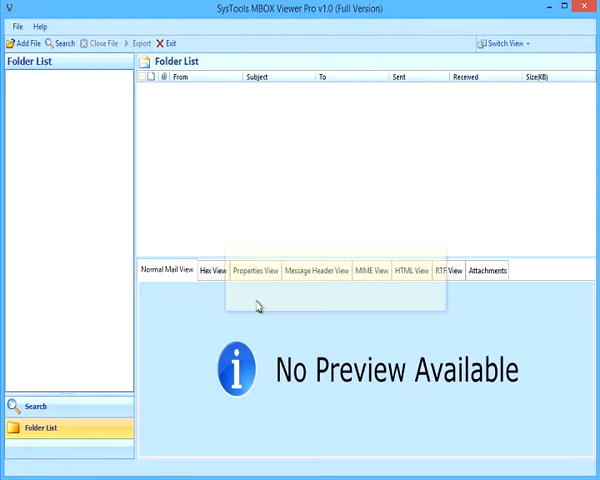 SysTools MBOX Viewer Pro v1.0 (Full Version)
File Help
Add File Search Close File Export Exit Switch View
Folder List
Folder List
From Subject To Sent Received Size(KB)
Normal Mail View Hex View Properties View Message Header View MIME View HTML View RTF View Attachments
No Preview Available
Search
Folder List